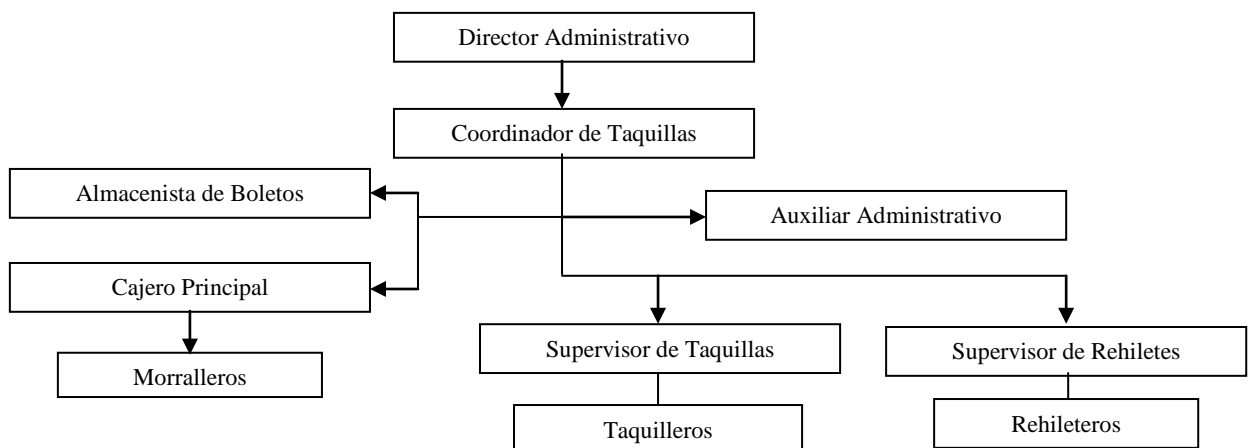 Director Administrativo
Coordinador de Taquillas
Almacenista de Boletos
Auxiliar Administrativo
Cajero Principal
Supervisor de Taquillas
Supervisor de Rehiletes
Morralleros
Taquilleros
Rehileteros